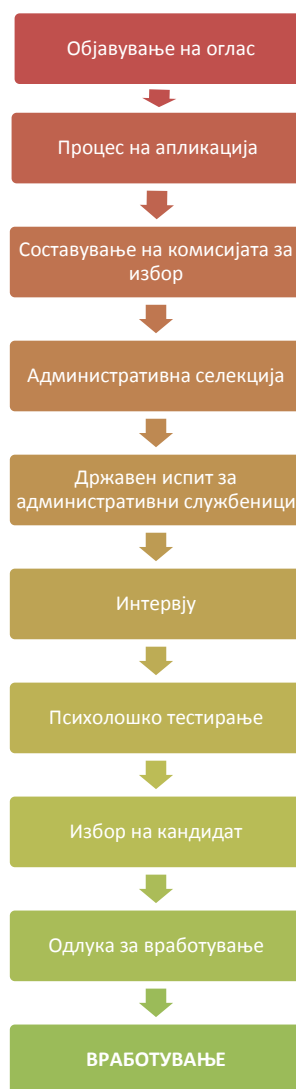 Објавување на оглас
Процес на апликација
Составување на комисијата за
избор
Административна селекција
Државен испит за
административни службеници
Интервју
Психолошко тестирање
Избор на кандидат
Одлука за вработување
ВРАБОТУВАЊЕ